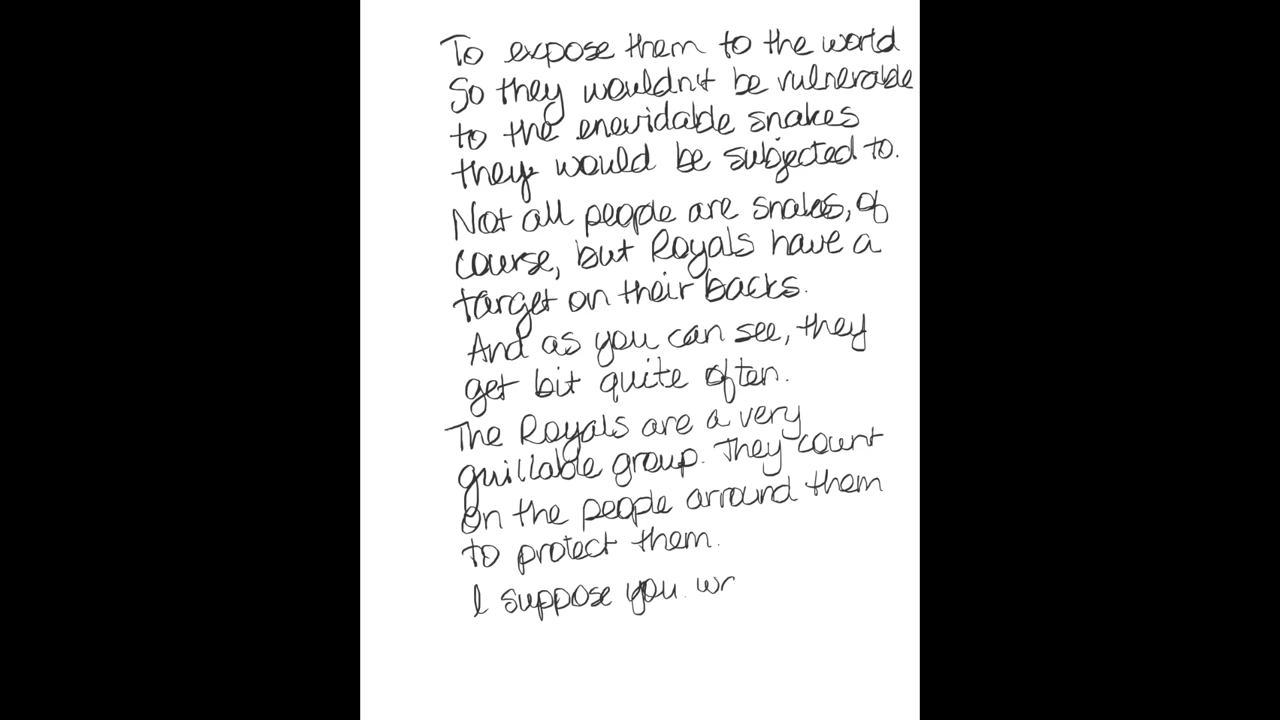 To expose them to the world
So they wouldn't be vulnerable
to the enevidable snakes
they would be subjected to.
Not all people are snakes, of
course, but Royals have a
target on their backs.
And as you can see, they
get bit quite often.
The Royals are a very
guillable group. They count
on the people arround them
to protect them.
I suppose you wr